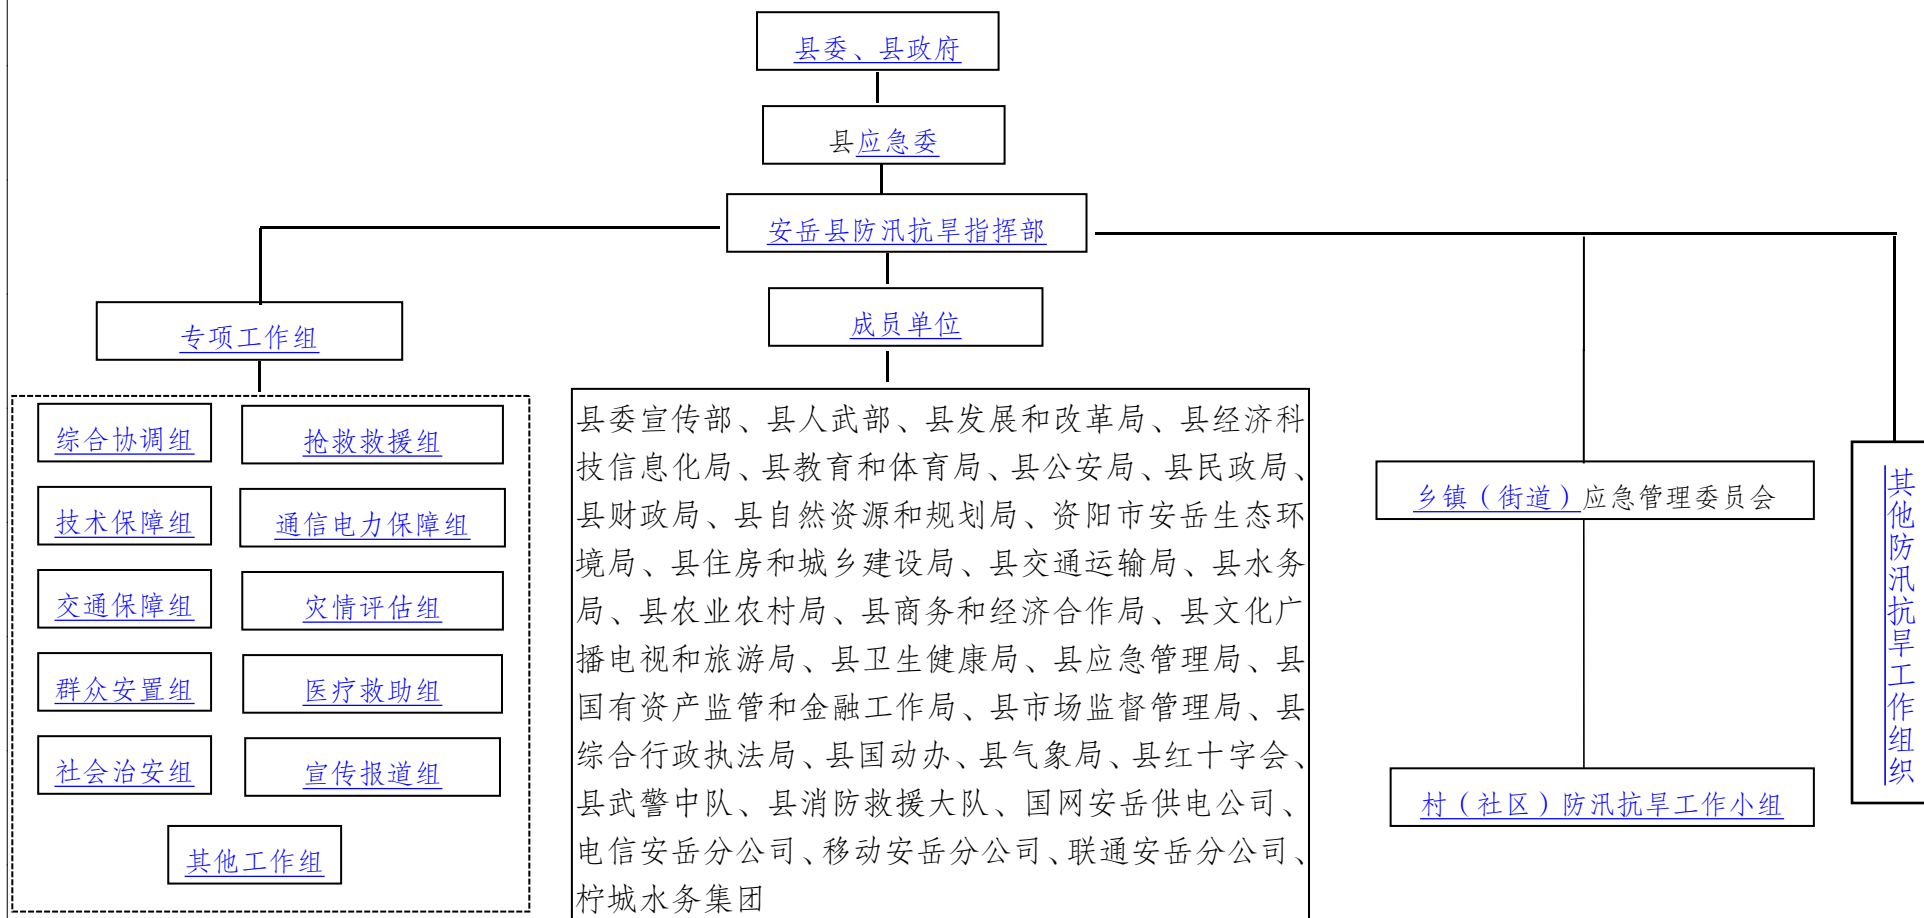 县委、县政府
县应急委
安岳县防汛抗旱指挥部
专项工作组
综合协调组
抢救救援组
技术保障组
通信电力保障组
交通保障组
灾情评估组
群众安置组
医疗救助组
社会治安组
宣传报道组
其他工作组
成员单位
县委宣传部、县人武部、县发展和改革局、县经济科
技信息化局、县教育和体育局、县公安局、县民政局、
县财政局、县自然资源和规划局、资阳市安岳生态环
境局、县住房和城乡建设局、县交通运输局、县水务
局、县农业农村局、县商务和经济合作局、县文化广
播电视和旅游局、县卫生健康局、县应急管理局、县
国有资产监管和金融工作局、县市场监督管理局、县
综合行政执法局、县国动办、县气象局、县红十字会、
县武警中队、县消防救援大队、国网安岳供电公司、
电信安岳分公司、移动安岳分公司、联通安岳分公司、
柠城水务集团
乡镇（街道）应急管理委员会
村（社区）防汛抗旱工作小组
其他防汛抗旱工作组织